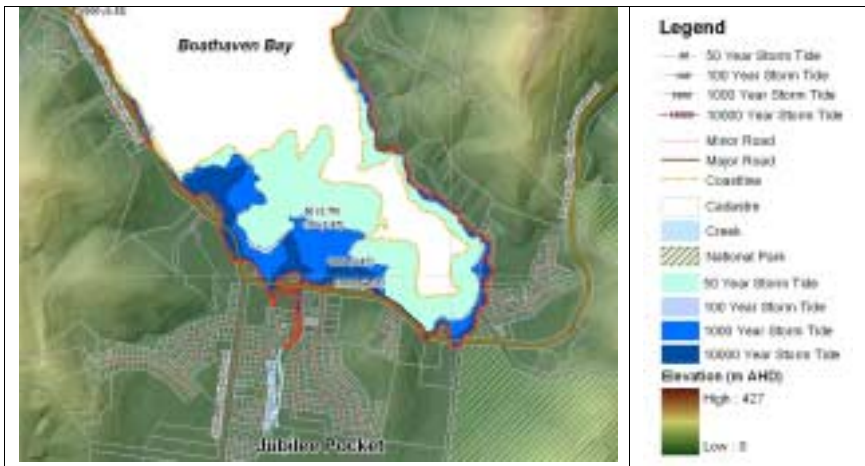 Boathaven Bay
Jubilee Pocket
Legend
50 Year Storm Tide
100 Year Storm Tide
1000 Year Storm Tide
10000 Year Storm Tide
Minor Road
Major Road
Coastline
Cadastre
Creek
National Park
50 Year Storm Tide
100 Year Storm Tide
1000 Year Storm Tide
10000 Year Storm Tide
Elevation (m AHD)
High : 427
Low : 0